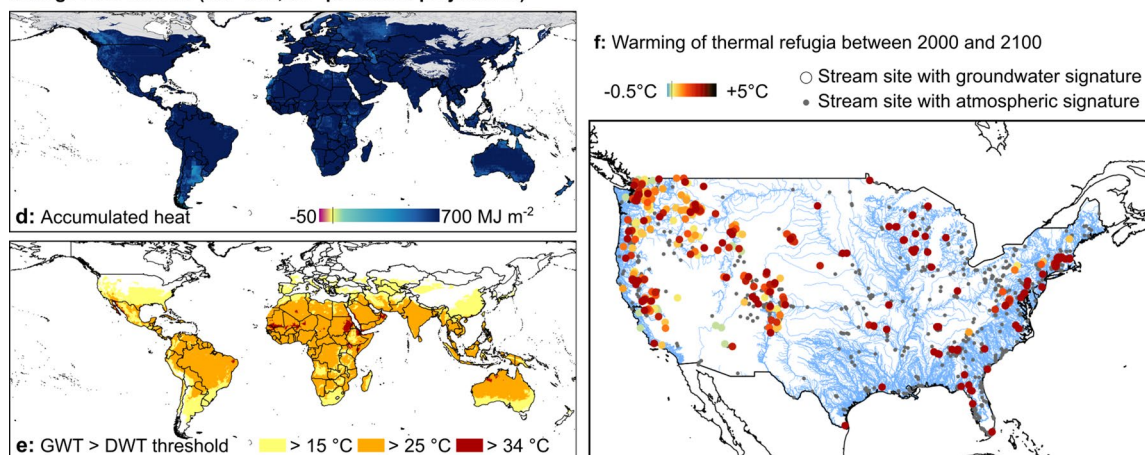 d: Accumulated heat
-50
700 MJ m-2
e: GWT > DWT threshold
> 15 °C
> 25 °C
> 34 °C
f: Warming of thermal refugia between 2000 and 2100
-0.5°C
+5°C
Stream site with groundwater signature
Stream site with atmospheric signature